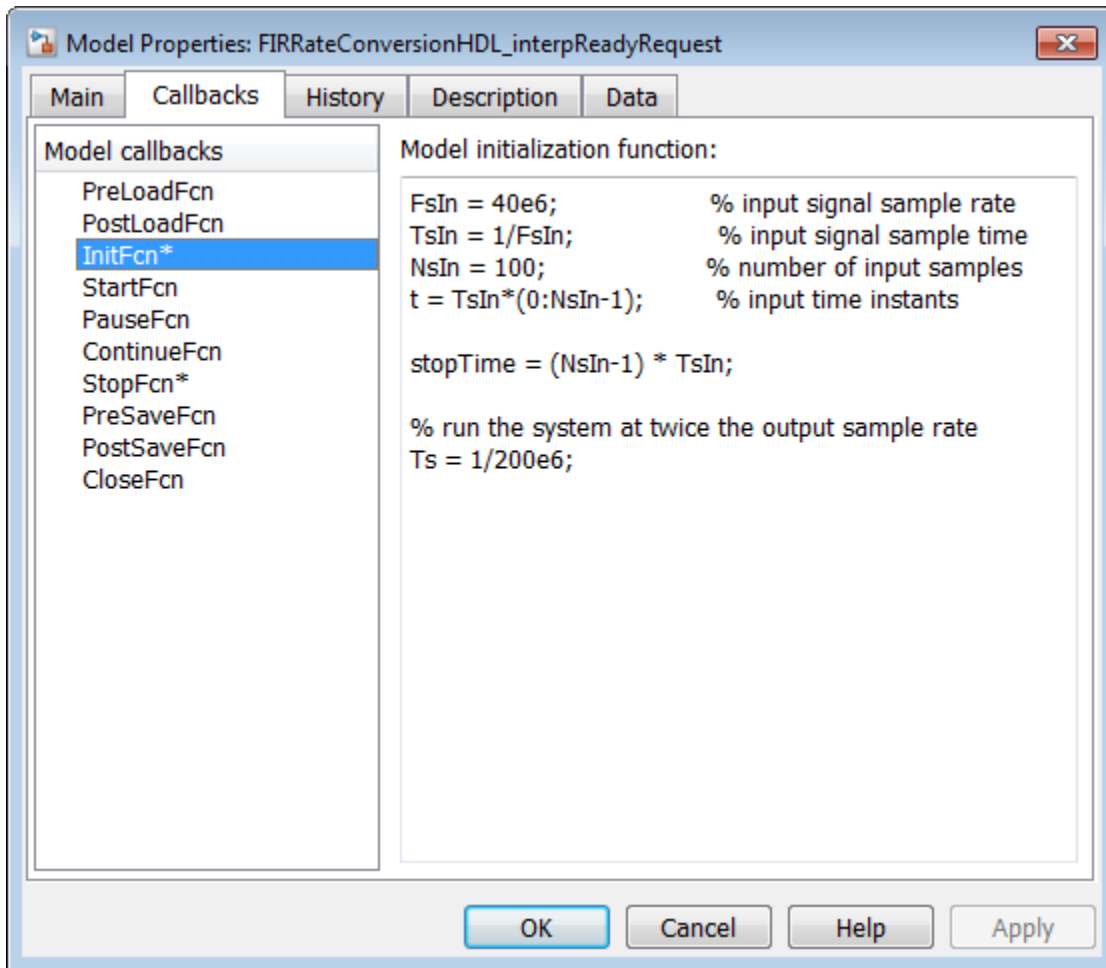 Model Properties: FIRRateConversionHDL_interpReadyRequest
Main Callbacks History Description Data
Model callbacks
PreLoadFcn
PostLoadFcn
InitFcn*
StartFcn
PauseFcn
ContinueFcn
StopFcn*
PreSaveFcn
PostSaveFcn
CloseFcn
Model initialization function:
FsIn = 40e6; % input signal sample rate
TsIn = 1/FsIn; % input signal sample time
NsIn = 100; % number of input samples
t = TsIn*(0:NsIn-1); % input time instants
stopTime = (NsIn-1) * TsIn;
% run the system at twice the output sample rate
Ts = 1/200e6;
OK Cancel Help Apply